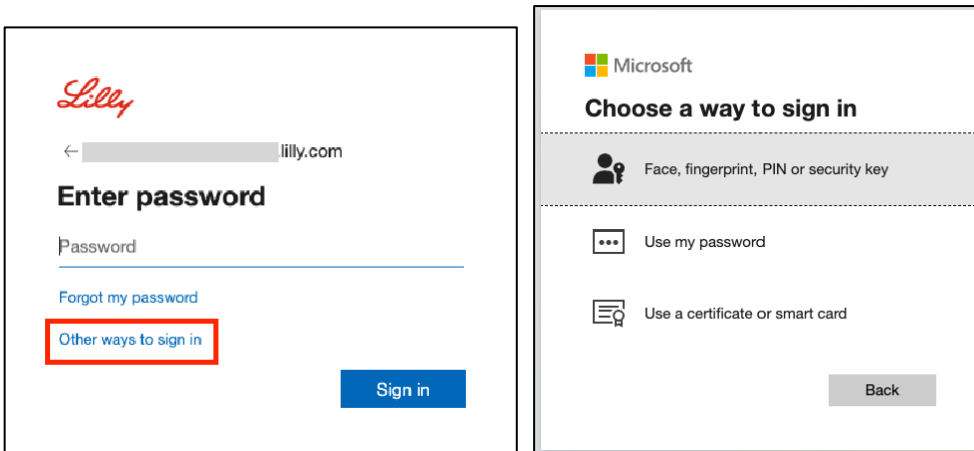 Lilly
lilly.com
Enter password
Password
Forgot my password
Other ways to sign in
Sign in
Microsoft
Choose a way to sign in
Face, fingerprint, PIN or security key
Use my password
Use a certificate or smart card
Back